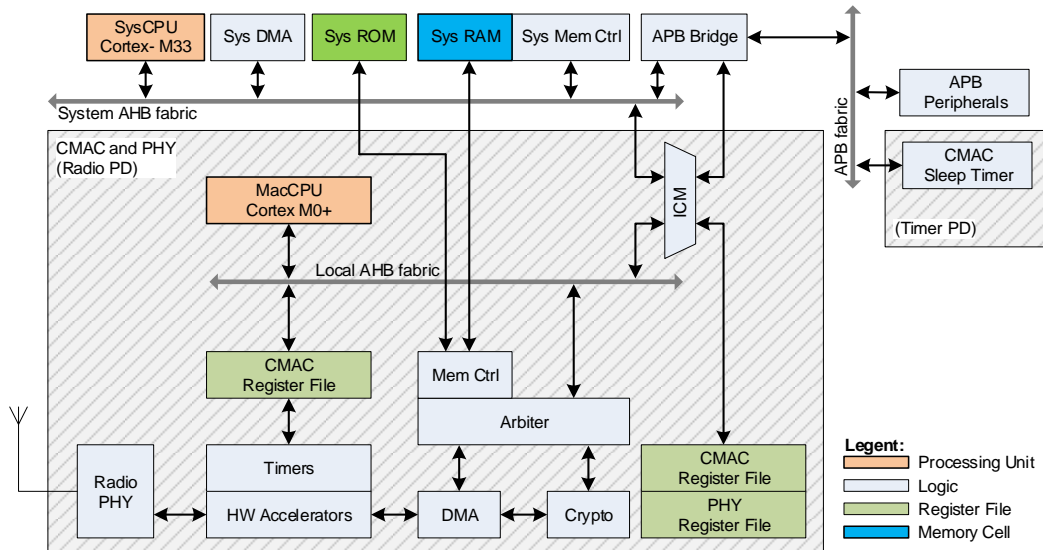 SysCPU
Cortex- M33
Sys DMA
Sys ROM
Sys RAM
Sys Mem Ctrl
APB Bridge
System AHB fabric
APB fabric
APB
Peripherals
CMAC
Sleep Timer
(Timer PD)
CMAC and PHY
(Radio PD)
MacCPU
Cortex M0+
ICM
Local AHB fabric
CMAC
Register File
Mem Ctrl
Arbiter
Timers
HW Accelerators
Radio
PHY
DMA
Crypto
CMAC
Register File
PHY
Register File
Legent:
Processing Unit
Logic
Register File
Memory Cell